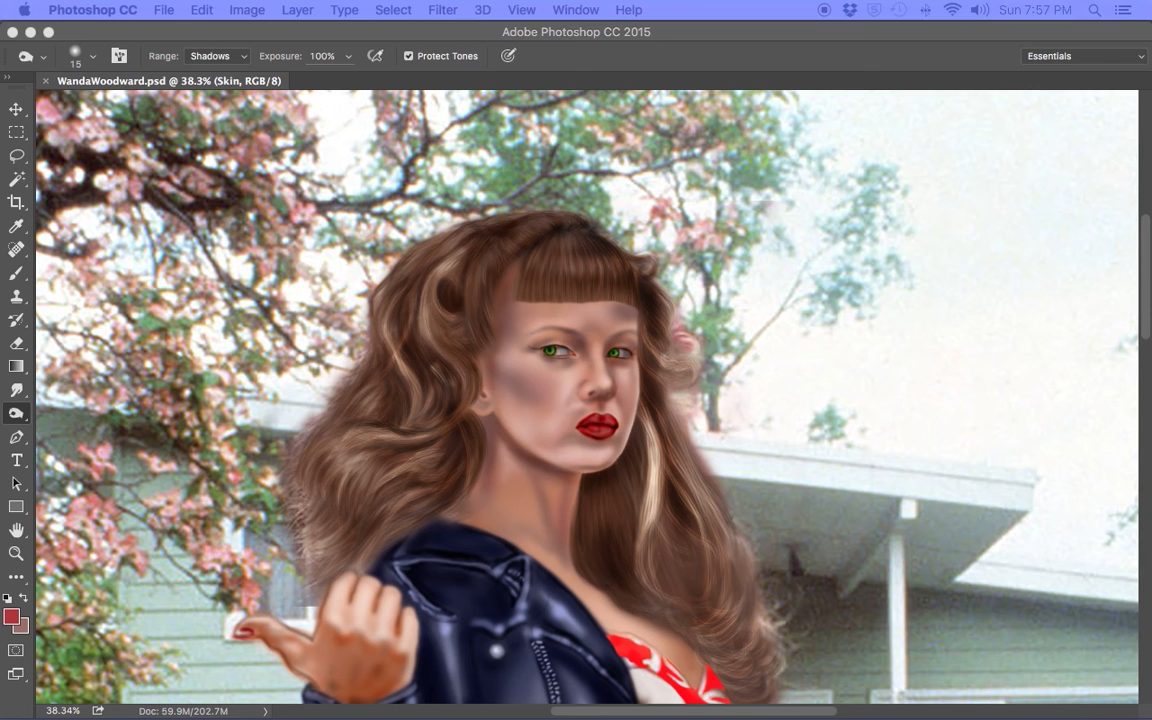 Photoshop CC File Edit Image Layer Type Select Filter 3D View Window Help Sun 7:57 PM
Adobe Photoshop CC 2015
15 Range: Shadows Exposure: 100% Protect Tones Essentials
× WandaWoodward.psd @ 38.3% (Skin, RGB/8)
38.34% Doc: 59.9M/202.7M